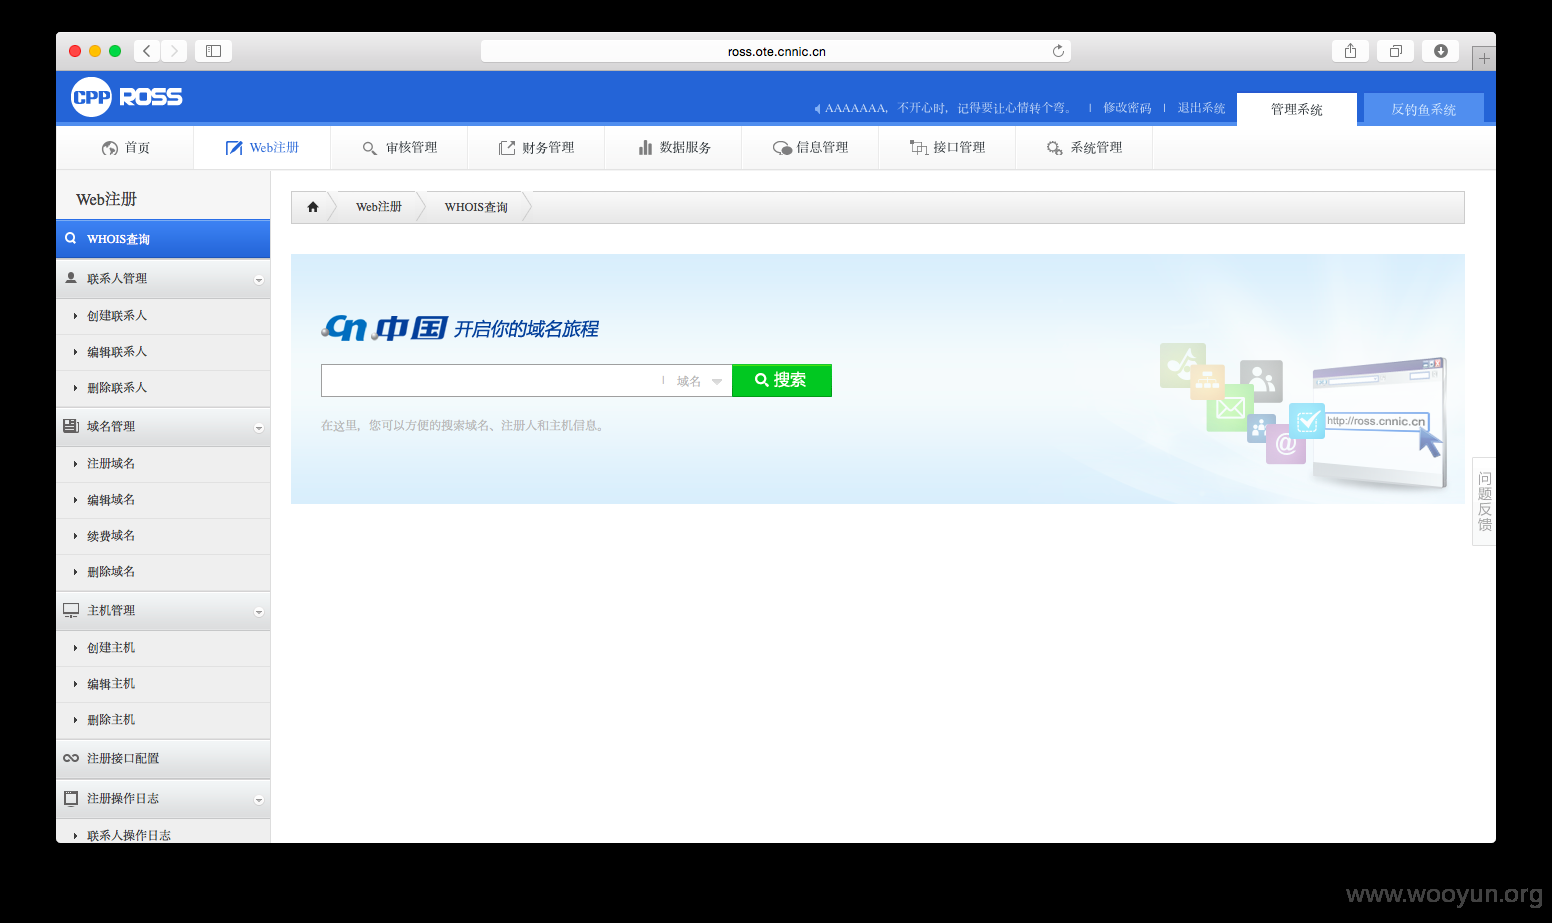 ross.ote.cnnic.cn
CPP ROSS
AAAAAAA，不开心时，记得要让心情转个弯。 | 修改密码 | 退出系统
管理系统
反钓鱼系统
首页
Web注册
审核管理
财务管理
数据服务
信息管理
接口管理
系统管理
Web注册
WHOIS查询
联系人管理
创建联系人
编辑联系人
删除联系人
域名管理
注册域名
编辑域名
续费域名
删除域名
主机管理
创建主机
编辑主机
删除主机
注册接口配置
注册操作日志
联系人操作日志
Web注册
WHOIS查询
.Cn .中国 开启你的域名旅程
域名
搜索
在这里，您可以方便的搜索域名、注册人和主机信息。
http://ross.cnnic.cn
问题反馈
www.wooyun.org